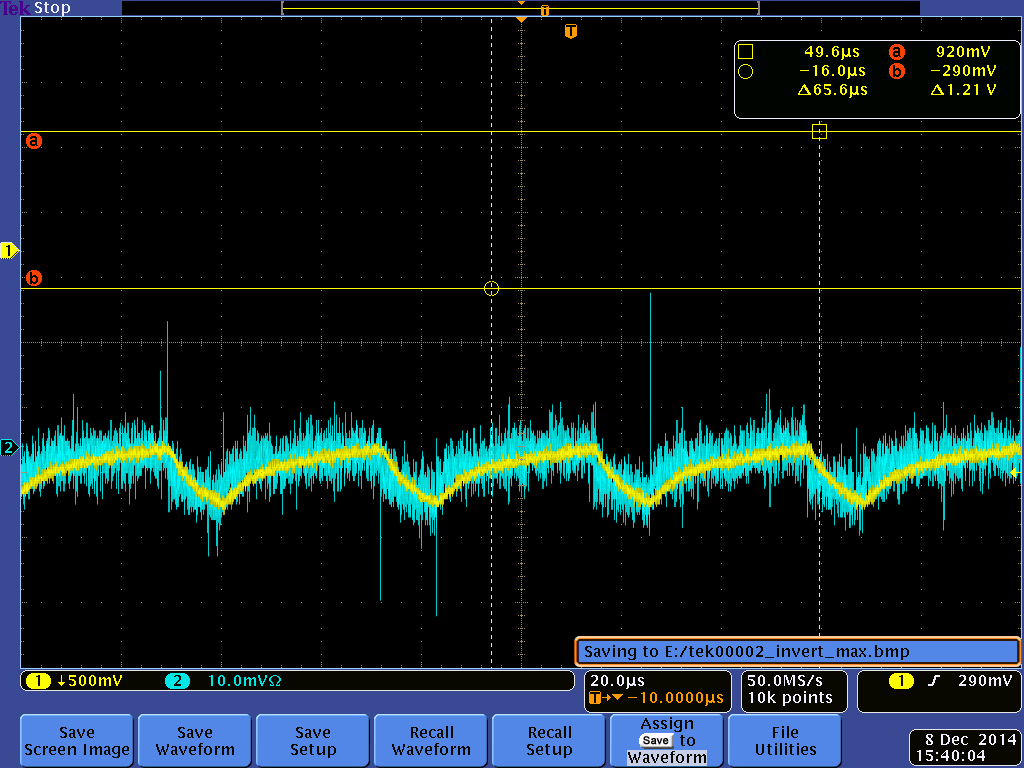 Tek Stop
T
T
49.6µs a 920mV
−16.0µs b −290mV
Δ65.6µs Δ1.21 V
a
1
b
2
Saving to E:/tek00002_invert_max.bmp
1 ↓500mV 2 10.0mVΩ 20.0µs 50.0MS/s 1 290mV
T→▼−10.0000µs 10k points
Save Screen Image
Save Waveform
Save Setup
Recall Waveform
Recall Setup
Assign Save to Waveform
File Utilities
8 Dec 2014
15:40:04